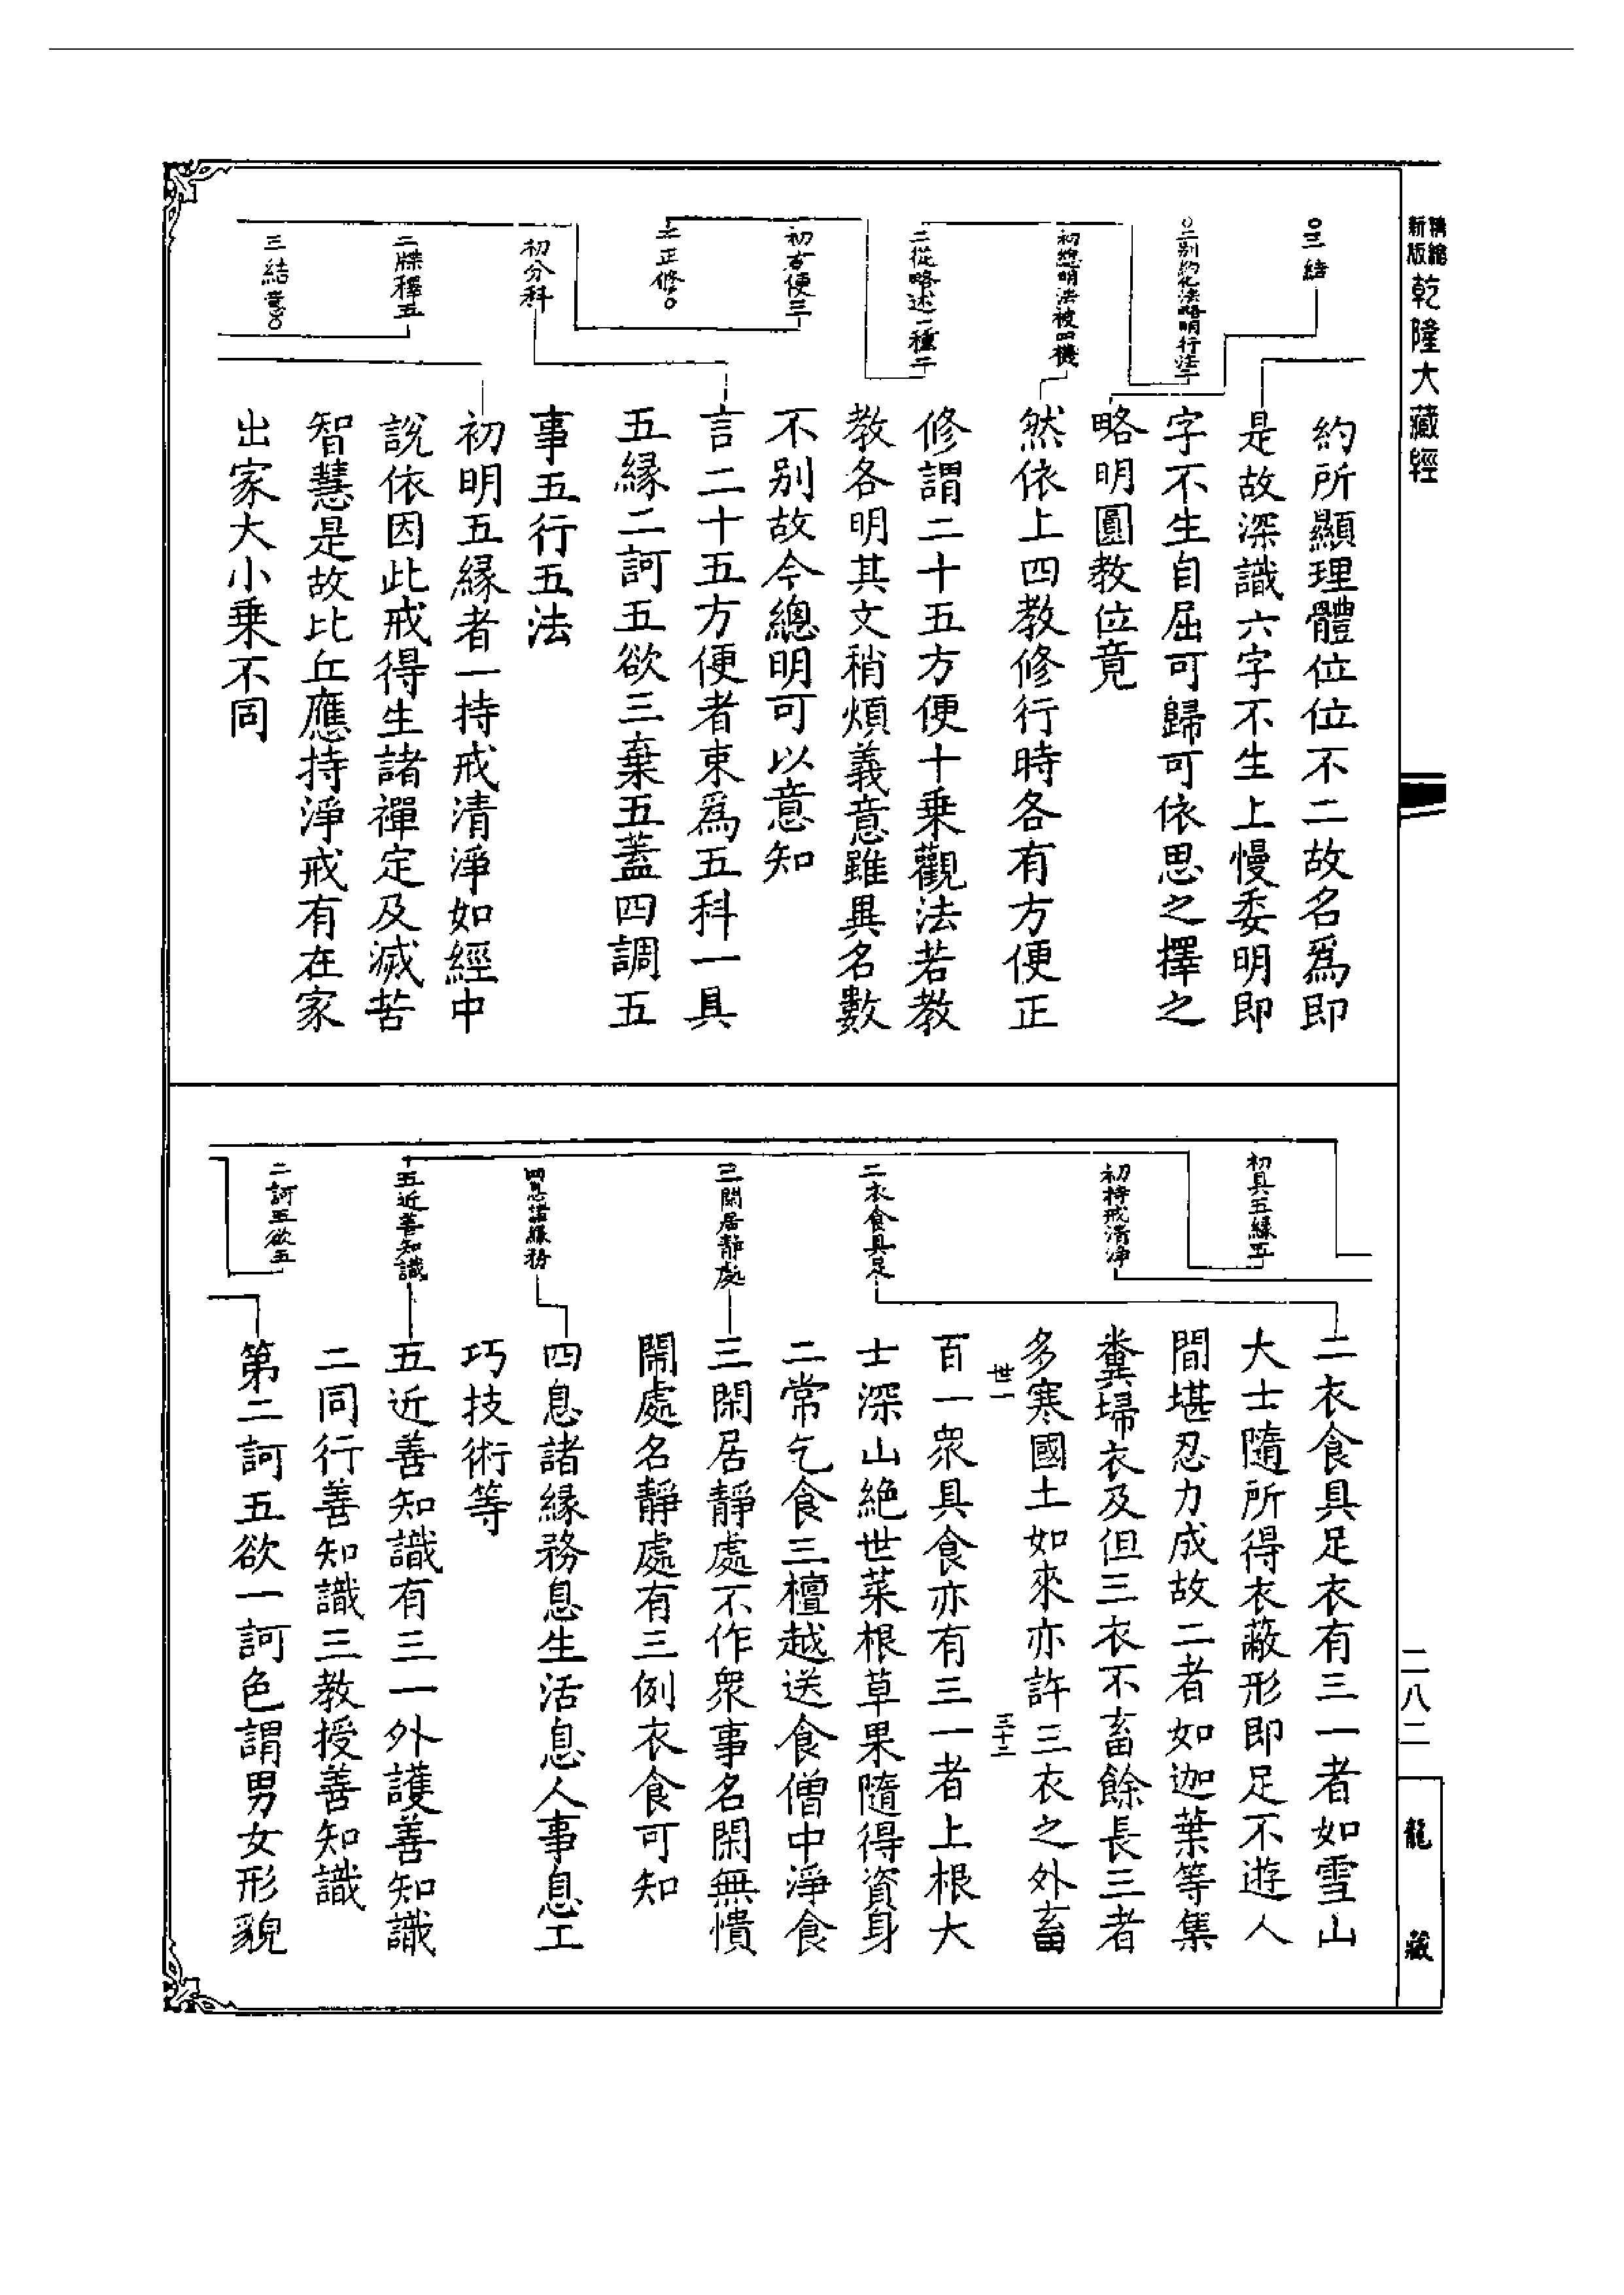 新版精縮
乾隆大藏經
三結
二別約化法略明行法二
初總明法被四機
二從略述二種二
初方便三
二正修
初分科
二牒釋五
三結意
約所顯理體位位不二故名爲即
是故深識六字不生上慢委明即
字不生自屈可歸可依思之擇之
略明圓教位竟
然依上四教修行時各有方便正
修謂二十五方便十乘觀法若教
教各明其文稍煩義意雖異名數
不別故今總明可以意知
言二十五方便者束爲五科一具
五緣二訶五欲三棄五蓋四調五
事五行五法
初明五緣者一持戒清淨如經中
說依因此戒得生諸禪定及滅苦
智慧是故比丘應持淨戒有在家
出家大小乘不同
初具五緣五
初持戒清淨
二衣食具足
三閑居靜處
四息諸緣務
五近善知識
二訶五欲五
二衣食具足衣有三一者如雪山
大士隨所得衣蔽形即足不遊人
間堪忍力成故二者如迦葉等集
糞掃衣及但三衣不畜餘長三者
多寒國土如來亦許三衣之外畜
世一
三十二
百一眾具食亦有三一者上根大
士深山絕世菜根草果隨得資身
二常乞食三檀越送食僧中淨食
三閑居靜處不作眾事名閑無憒
鬧處名靜處有三例衣食可知
四息諸緣務息生活息人事息工
巧技術等
五近善知識有三一外護善知識
二同行善知識三教授善知識
第二訶五欲一訶色謂男女形貌
二八二
龍藏